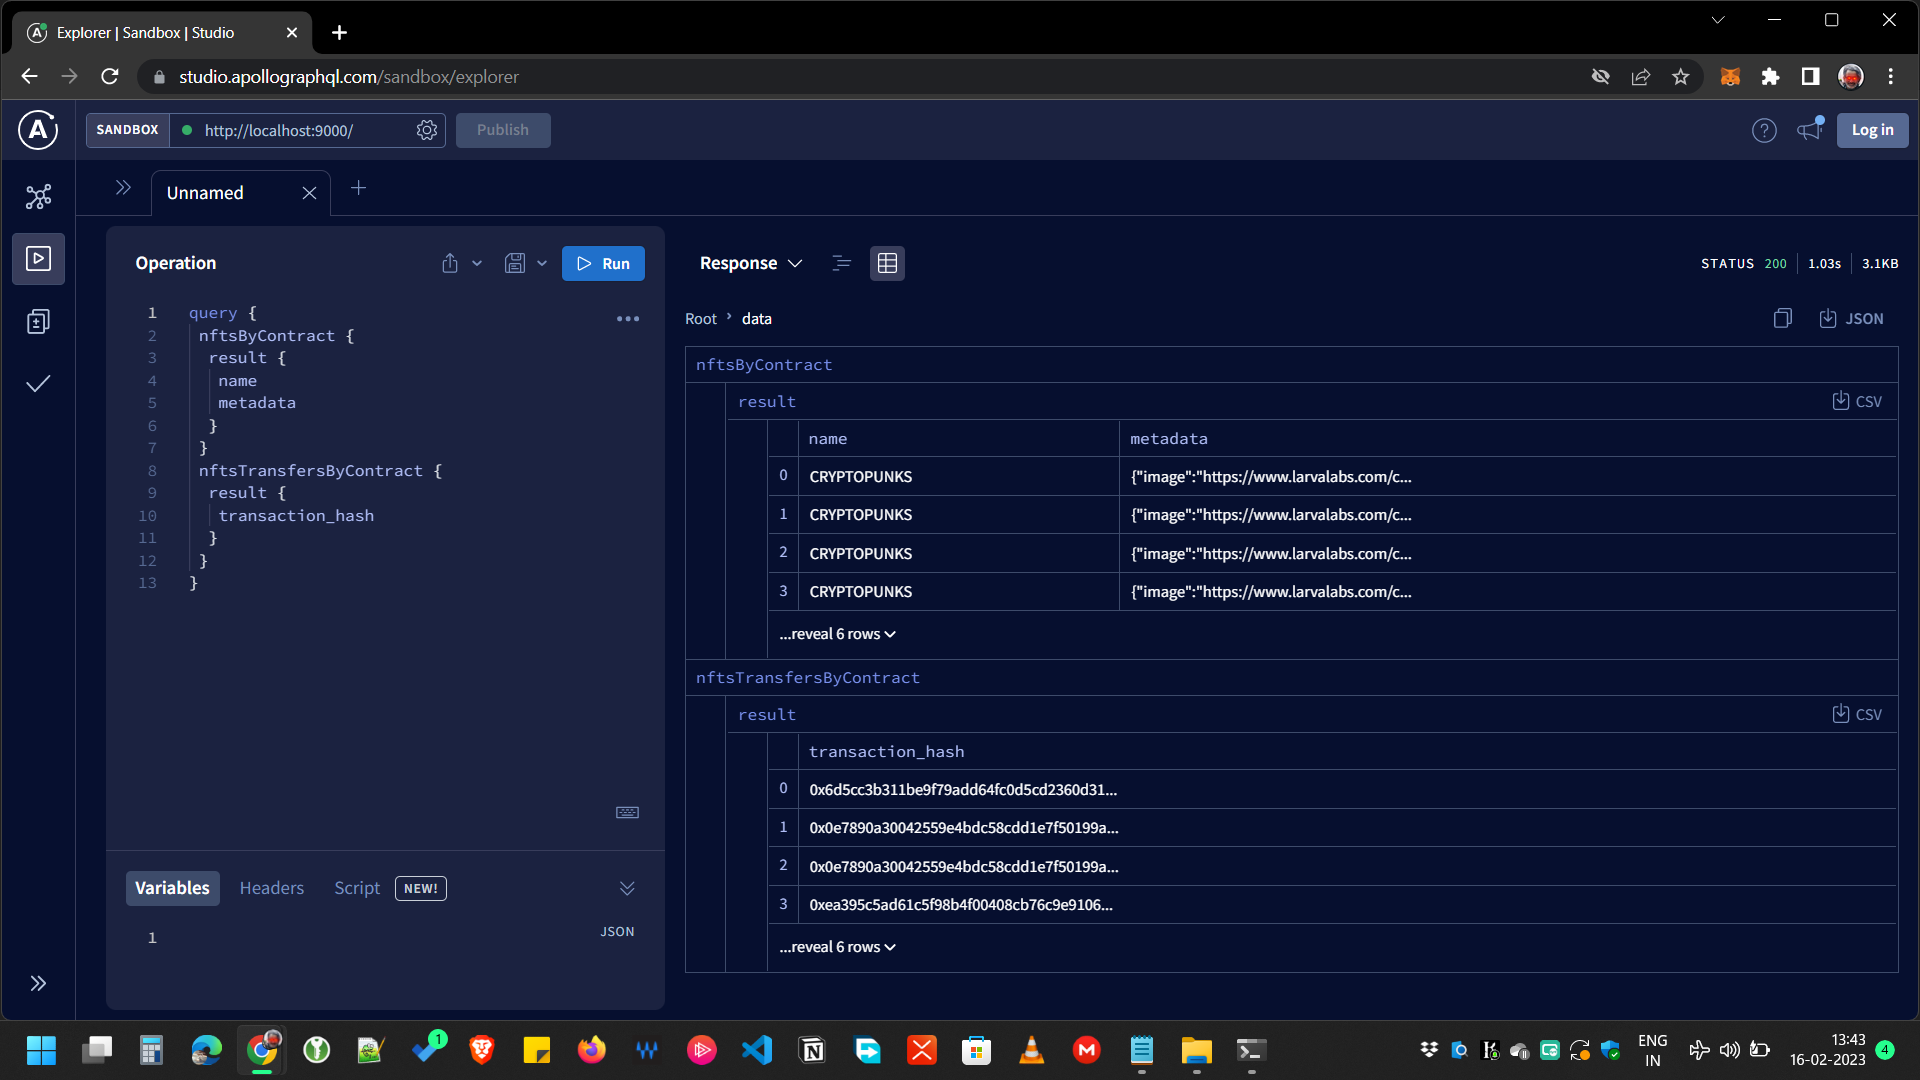 Explorer | Sandbox | Studio
studio.apollographql.com/sandbox/explorer
SANDBOX http://localhost:9000/ Publish
Log in
Unnamed
Operation
Run
1 query {
2 nftsByContract {
3 result {
4 name
5 metadata
6 }
7 }
8 nftsTransfersByContract {
9 result {
10 transaction_hash
11 }
12 }
13 }
Variables Headers Script NEW!
1
JSON
Response
STATUS 200 1.03s 3.1KB
Root › data
JSON
nftsByContract
result CSV
name metadata
0 CRYPTOPUNKS {"image":"https://www.larvalabs.com/c...
1 CRYPTOPUNKS {"image":"https://www.larvalabs.com/c...
2 CRYPTOPUNKS {"image":"https://www.larvalabs.com/c...
3 CRYPTOPUNKS {"image":"https://www.larvalabs.com/c...
...reveal 6 rows
nftsTransfersByContract
result CSV
transaction_hash
0 0x6d5cc3b311be9f79add64fc0d5cd2360d31...
1 0x0e7890a30042559e4bdc58cdd1e7f50199a...
2 0x0e7890a30042559e4bdc58cdd1e7f50199a...
3 0xea395c5ad61c5f98b4f00408cb76c9e9106...
...reveal 6 rows
1
ENG
IN
13:43
16-02-2023
4